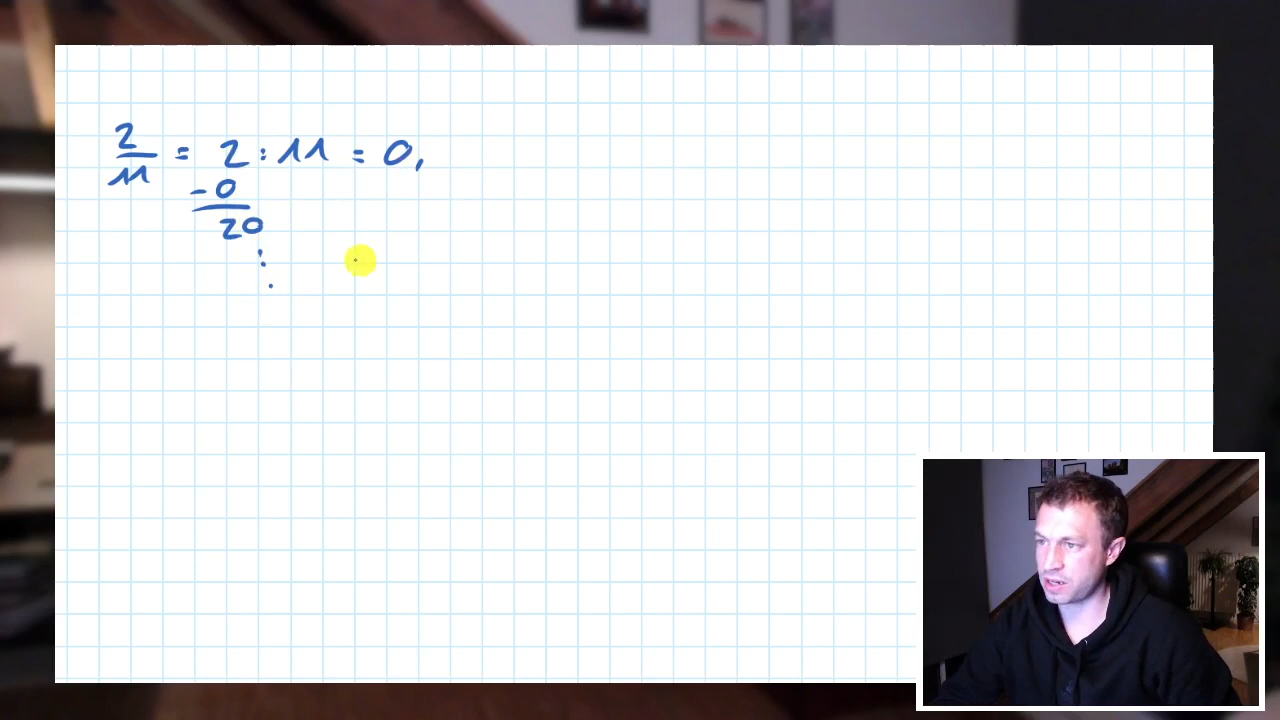 2/11 = 2 : 11 = 0,
-0
20
⋮